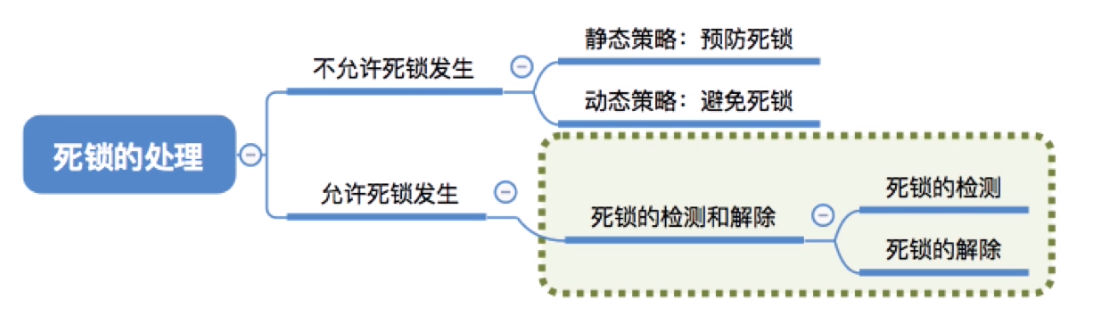 死锁的处理
不允许死锁发生
静态策略：预防死锁
动态策略：避免死锁
允许死锁发生
死锁的检测和解除
死锁的检测
死锁的解除